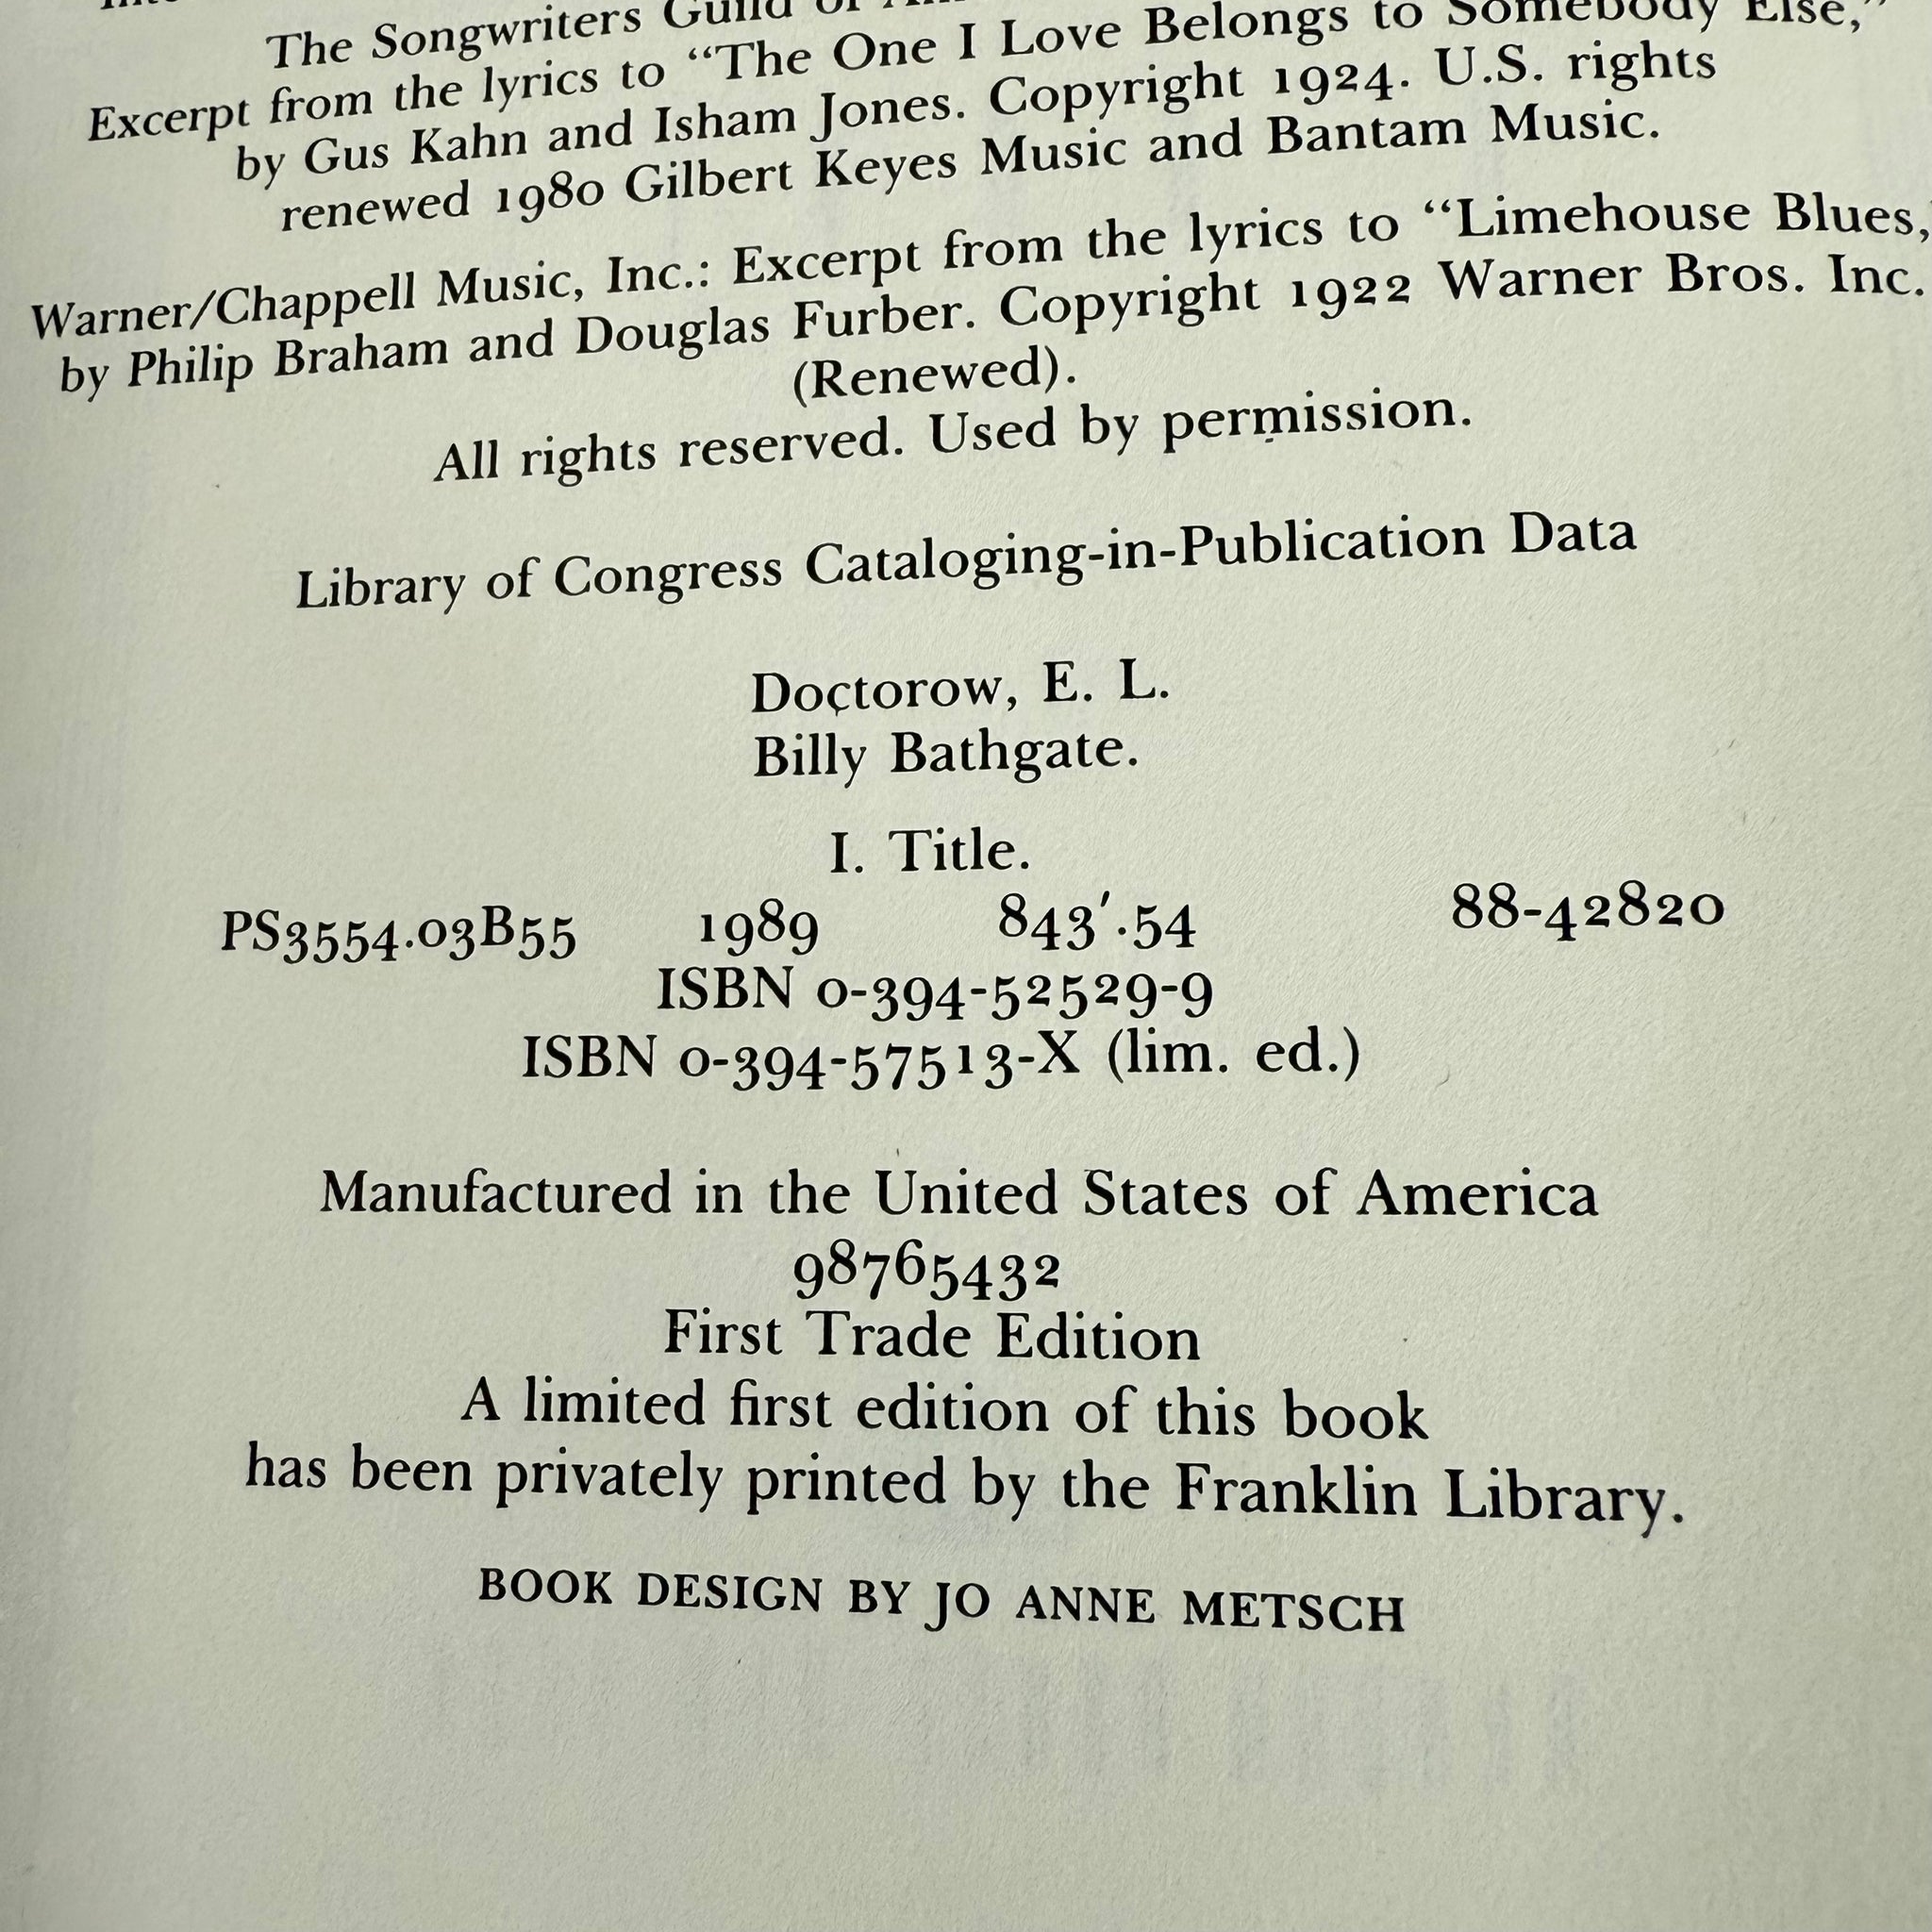 The Songwriters Guild of
Excerpt from the lyrics to “The One I Love Belongs to Somebody Else,”
by Gus Kahn and Isham Jones. Copyright 1924. U.S. rights
renewed 1980 Gilbert Keyes Music and Bantam Music.
Warner/Chappell Music, Inc.: Excerpt from the lyrics to “Limehouse Blues,
by Philip Braham and Douglas Furber. Copyright 1922 Warner Bros. Inc.
(Renewed).
All rights reserved. Used by permission.
Library of Congress Cataloging-in-Publication Data
Doctorow, E. L.
Billy Bathgate.
I. Title.
PS3554.03B55 1989 843′.54 88-42820
ISBN 0-394-52529-9
ISBN 0-394-57513-X (lim. ed.)
Manufactured in the United States of America
98765432
First Trade Edition
A limited first edition of this book
has been privately printed by the Franklin Library.
BOOK DESIGN BY JO ANNE METSCH